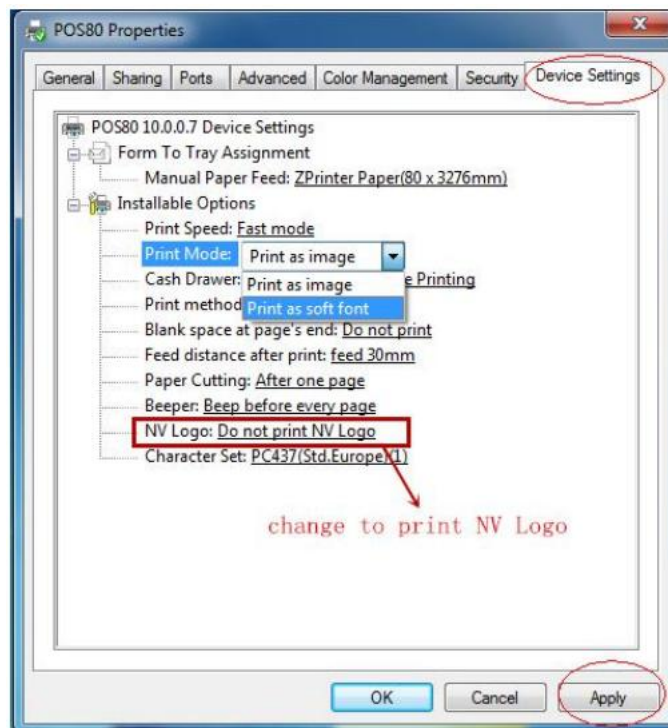 POS80 Properties
General Sharing Ports Advanced Color Management Security Device Settings
POS80 10.0.0.7 Device Settings
Form To Tray Assignment
Manual Paper Feed: ZPrinter Paper(80 x 3276mm)
Installable Options
Print Speed: Fast mode
Print Mode: Print as image
Cash Drawer: Print as image e Printing
Print method Print as soft font
Blank space at page's end: Do not print
Feed distance after print: feed 30mm
Paper Cutting: After one page
Beeper: Beep before every page
NV Logo: Do not print NV Logo
Character Set: PC437(Std.Europe)(1)
change to print NV Logo
OK Cancel Apply